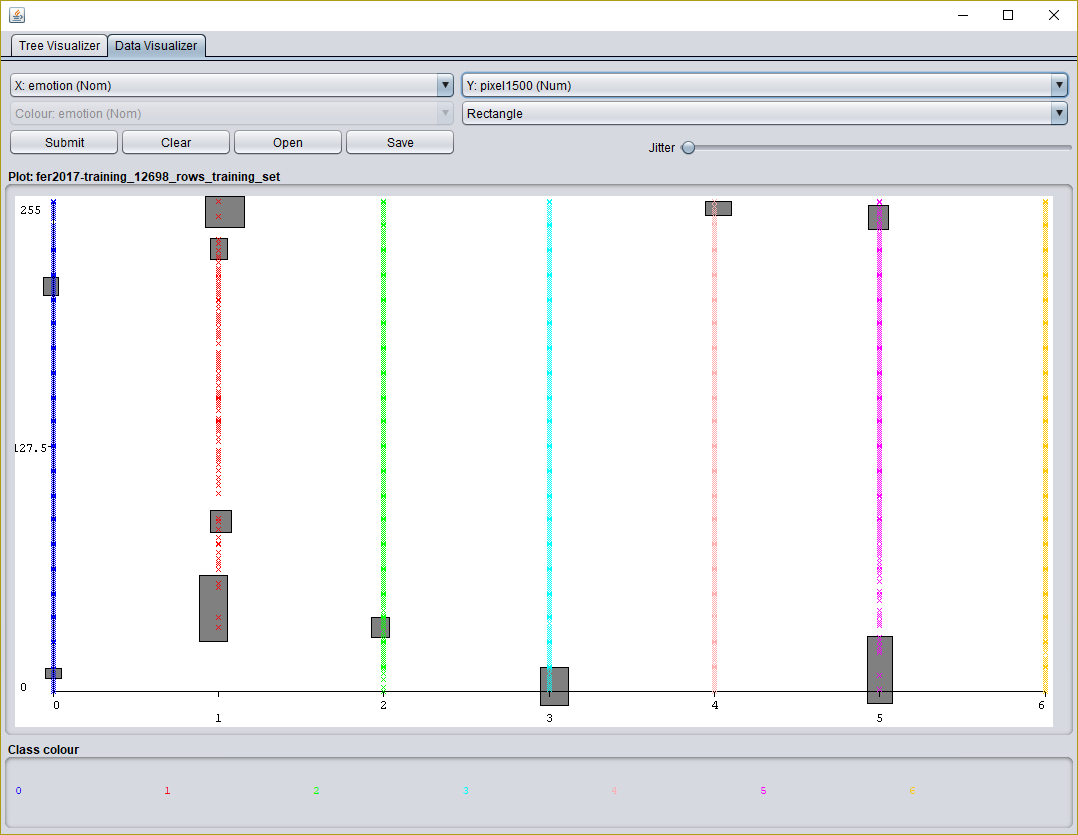 Tree Visualizer Data Visualizer
X: emotion (Nom) Y: pixel1500 (Num)
Colour: emotion (Nom) Rectangle
Submit Clear Open Save Jitter
Plot: fer2017-training_12698_rows_training_set
255
127.5
0
0 2 4 6
1 3 5
Class colour
0 1 2 3 4 5 6